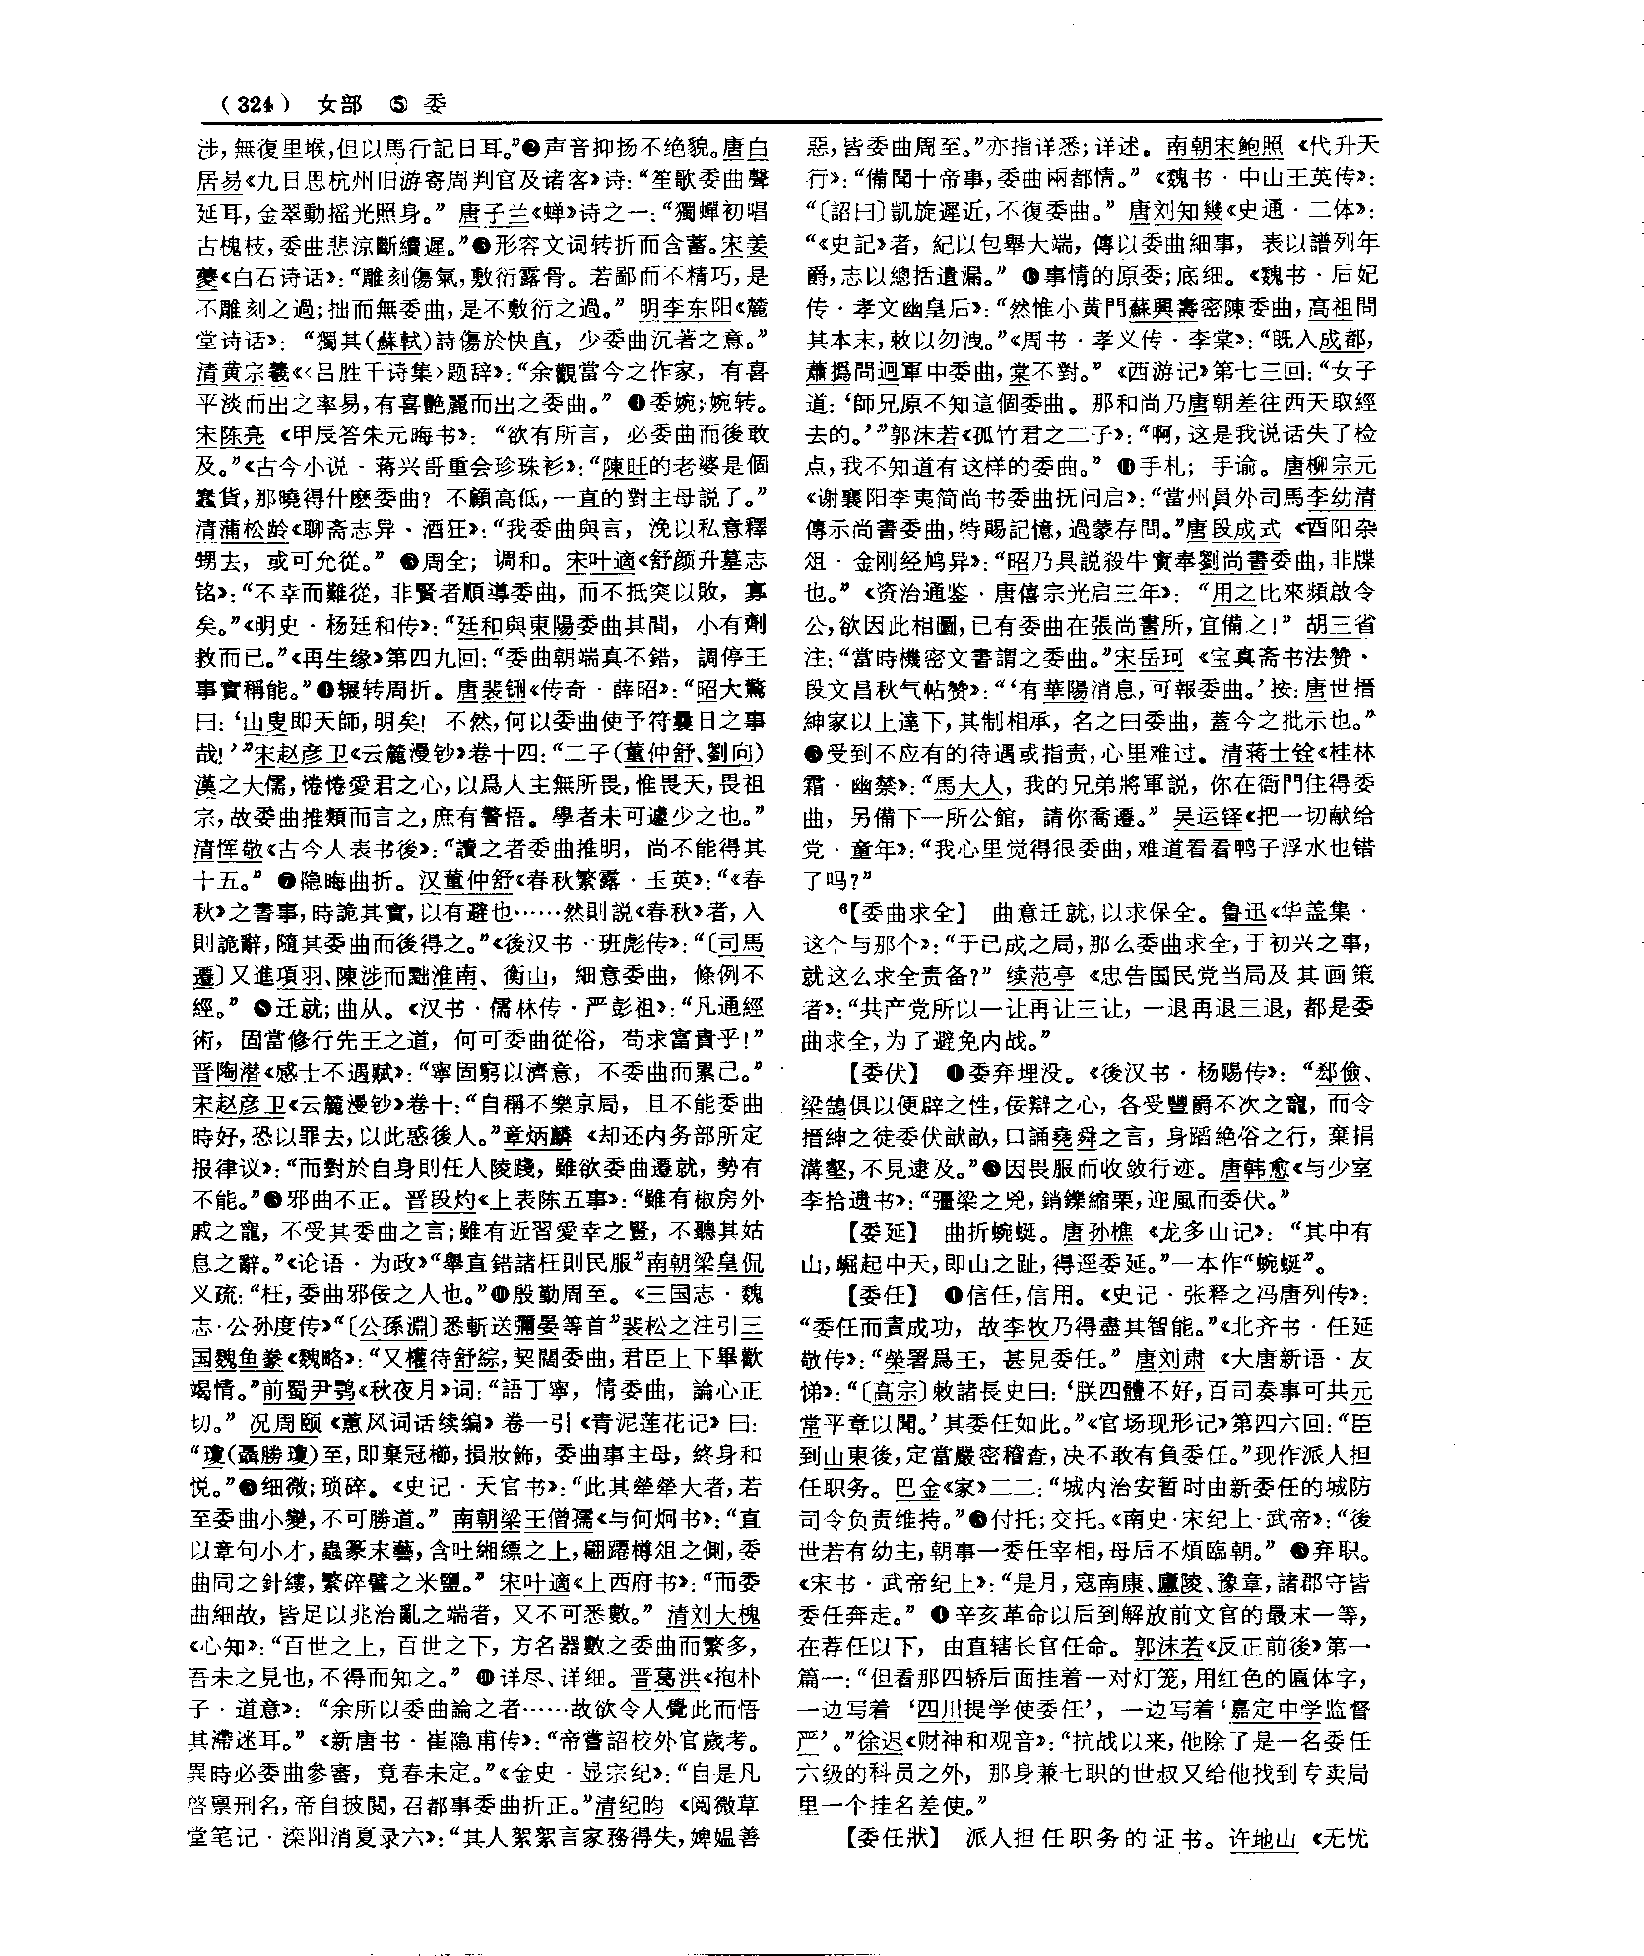 （324） 女部 ⑤ 委
涉，無復里堠，但以馬行記日耳。”❷声音抑扬不绝貌。唐白
居易《九日思杭州旧游寄周判官及诸客》诗：“笙歌委曲聲
延耳，金翠動摇光照身。” 唐子兰《蝉》诗之一：“獨蟬初唱
古槐枝，委曲悲涼斷續遲。”❸形容文词转折而含蓄。宋姜
夔《白石诗话》：“雕刻傷氣，敷衍露骨。若鄙而不精巧，是
不雕刻之過；拙而無委曲，是不敷衍之過。” 明李东阳《麓
堂诗话》：“獨其（蘇軾）詩傷於快直，少委曲沉著之意。”
清黄宗羲《〈吕胜千诗集〉题辞》：“余觀當今之作家，有喜
平淡而出之率易，有喜艷麗而出之委曲。” ❹委婉；婉转。
宋陈亮《甲辰答朱元晦书》：“欲有所言，必委曲而後敢
及。”《古今小说·蒋兴哥重会珍珠衫》：“陳旺的老婆是個
蠢貨，那曉得什麽委曲？不顧高低，一直的對主母説了。”
清蒲松龄《聊斋志异·酒狂》：“我委曲與言，浼以私意釋
甥去，或可允從。” ❺周全；调和。宋叶適《舒颜升墓志
铭》：“不幸而難從，非賢者順導委曲，而不抵突以敗，寡
矣。”《明史·杨廷和传》：“廷和與東陽委曲其間，小有劑
救而已。”《再生缘》第四九回：“委曲朝端真不錯，調停王
事實稱能。”❻辗转周折。唐裴铏《传奇·薛昭》：“昭大驚
曰：‘山叟即天師，明矣！不然，何以委曲使予符曩日之事
哉！’”宋赵彦卫《云麓漫钞》卷十四：“二子（董仲舒、劉向）
漢之大儒，惓惓愛君之心，以爲人主無所畏，惟畏天，畏祖
宗，故委曲推類而言之，庶有警悟。學者未可遽少之也。”
清恽敬《古今人表书後》：“讀之者委曲推明，尚不能得其
十五。” ❼隐晦曲折。汉董仲舒《春秋繁露·玉英》：“《春
秋》之書事，時詭其實，以有避也……然則説《春秋》者，入
則詭辭，隨其委曲而後得之。”《後汉书·班彪传》：“〔司馬
遷〕又進項羽、陳涉而黜淮南、衡山，細意委曲，條例不
經。” ❽迁就；曲从。《汉书·儒林传·严彭祖》：“凡通經
術，固當修行先王之道，何可委曲從俗，苟求富貴乎！”
晋陶潜《感士不遇赋》：“寧固窮以濟意，不委曲而累己。”
宋赵彦卫《云麓漫钞》卷十：“自稱不樂京局，且不能委曲
時好，恐以罪去，以此惑後人。”章炳麟《却还内务部所定
报律议》：“而對於自身則任人陵踐，雖欲委曲遷就，勢有
不能。”❾邪曲不正。晋段灼《上表陈五事》：“雖有椒房外
戚之寵，不受其委曲之言；雖有近習愛幸之豎，不聽其姑
息之辭。”《论语·为政》“舉直錯諸枉則民服”南朝梁皇侃
义疏：“枉，委曲邪佞之人也。”❿殷勤周至。《三国志·魏
志·公孙度传》“〔公孫淵〕悉斬送彌晏等首”裴松之注引三
国魏鱼豢《魏略》：“又權待舒綜，契闊委曲，君臣上下畢歡
竭情。”前蜀尹鹗《秋夜月》词：“語丁寧，情委曲，論心正
切。” 况周颐《蕙风词话续编》卷一引《青泥莲花记》曰：
“瓊（聶勝瓊）至，即棄冠櫛，損妝飾，委曲事主母，終身和
悦。”⓫细微；琐碎。《史记·天官书》：“此其犖犖大者，若
至委曲小變，不可勝道。” 南朝梁王僧孺《与何炯书》：“直
以章句小才，蟲篆末藝，含吐緗縹之上，翩躚樽俎之側，委
曲同之針縷，繁碎譬之米鹽。” 宋叶適《上西府书》：“而委
曲細故，皆足以兆治亂之端者，又不可悉數。” 清刘大櫆
《心知》：“百世之上，百世之下，方名器數之委曲而繁多，
吾未之見也，不得而知之。” ⓬详尽、详细。晋葛洪《抱朴
子·道意》：“余所以委曲論之者……故欲令人覺此而悟
其滯迷耳。” 《新唐书·崔隐甫传》：“帝嘗詔校外官歲考。
異時必委曲參審，竟春未定。”《金史·显宗纪》：“自是凡
啓禀刑名，帝自披閲，召都事委曲折正。”清纪昀《阅微草
堂笔记·滦阳消夏录六》：“其人絮絮言家務得失，婢媪善
惡，皆委曲周至。”亦指详悉；详述。南朝宋鲍照《代升天
行》：“備聞十帝事，委曲兩都情。”《魏书·中山王英传》：
“〔詔曰〕凱旋遲近，不復委曲。” 唐刘知幾《史通·二体》：
“《史記》者，紀以包舉大端，傳以委曲細事，表以譜列年
爵，志以總括遺漏。” ⓭事情的原委；底细。《魏书·后妃
传·孝文幽皇后》：“然惟小黄門蘇興壽密陳委曲，高祖問
其本末，敕以勿洩。”《周书·孝义传·李棠》：“既入成都，
蕭撝問迥軍中委曲，棠不對。”《西游记》第七三回：“女子
道：‘師兄原不知這個委曲。那和尚乃唐朝差往西天取經
去的。’”郭沫若《孤竹君之二子》：“啊，这是我说话失了检
点，我不知道有这样的委曲。” ⓮手札；手谕。唐柳宗元
《谢襄阳李夷简尚书委曲抚问启》：“當州員外司馬李幼清
傳示尚書委曲，特賜記憶，過蒙存問。”唐段成式《酉阳杂
俎·金刚经鸠异》：“昭乃具説殺牛實奉劉尚書委曲，非牒
也。”《资治通鉴·唐僖宗光启三年》：“用之比來頻啟令
公，欲因此相圖，已有委曲在張尚書所，宜備之！” 胡三省
注：“當時機密文書謂之委曲。”宋岳珂《宝真斋书法赞·
段文昌秋气帖赞》：“‘有華陽消息，可報委曲。’按：唐世搢
紳家以上達下，其制相承，名之曰委曲，蓋今之批示也。”
⓯受到不应有的待遇或指责，心里难过。清蒋士铨《桂林
霜·幽禁》：“馬大人，我的兄弟將軍説，你在衙門住得委
曲，另備下一所公館，請你喬遷。” 吴运铎《把一切献给
党·童年》：“我心里觉得很委曲，难道看看鸭子浮水也错
了吗？”
⁸【委曲求全】 曲意迁就，以求保全。鲁迅《华盖集·
这个与那个》：“于已成之局，那么委曲求全，于初兴之事，
就这么求全责备？” 续范亭《忠告国民党当局及其画策
者》：“共产党所以一让再让三让，一退再退三退，都是委
曲求全，为了避免内战。”
【委伏】 ❶委弃埋没。《後汉书·杨赐传》：“郄儉、
梁鵠俱以便辟之性，佞辯之心，各受豐爵不次之寵，而令
搢紳之徒委伏畎畝，口誦堯舜之言，身蹈絶俗之行，棄捐
溝壑，不見逮及。”❷因畏服而收敛行迹。唐韩愈《与少室
李拾遗书》：“彊梁之兇，銷鑠縮栗，迎風而委伏。”
【委延】 曲折蜿蜒。唐孙樵《龙多山记》：“其中有
山，崛起中天，即山之趾，得逕委延。”一本作“蜿蜒”。
【委任】 ❶信任，信用。《史记·张释之冯唐列传》：
“委任而責成功，故李牧乃得盡其智能。”《北齐书·任延
敬传》：“榮署爲王，甚見委任。” 唐刘肃《大唐新语·友
悌》：“〔高宗〕敕諸長史曰：‘朕四體不好，百司奏事可共元
常平章以聞。’其委任如此。”《官场现形记》第四六回：“臣
到山東後，定當嚴密稽查，决不敢有負委任。”现作派人担
任职务。巴金《家》二二：“城内治安暂时由新委任的城防
司令负责维持。”❷付托；交托。《南史·宋纪上·武帝》：“後
世若有幼主，朝事一委任宰相，母后不煩臨朝。” ❸弃职。
《宋书·武帝纪上》：“是月，寇南康、廬陵、豫章，諸郡守皆
委任奔走。” ❹辛亥革命以后到解放前文官的最末一等，
在荐任以下，由直辖长官任命。郭沫若《反正前後》第一
篇一：“但看那四轿后面挂着一对灯笼，用红色的匾体字，
一边写着‘四川提学使委任’，一边写着‘嘉定中学监督
严’。”徐迟《财神和观音》：“抗战以来，他除了是一名委任
六级的科员之外，那身兼七职的世叔又给他找到专卖局
里一个挂名差使。”
【委任狀】 派人担任职务的证书。许地山《无忧